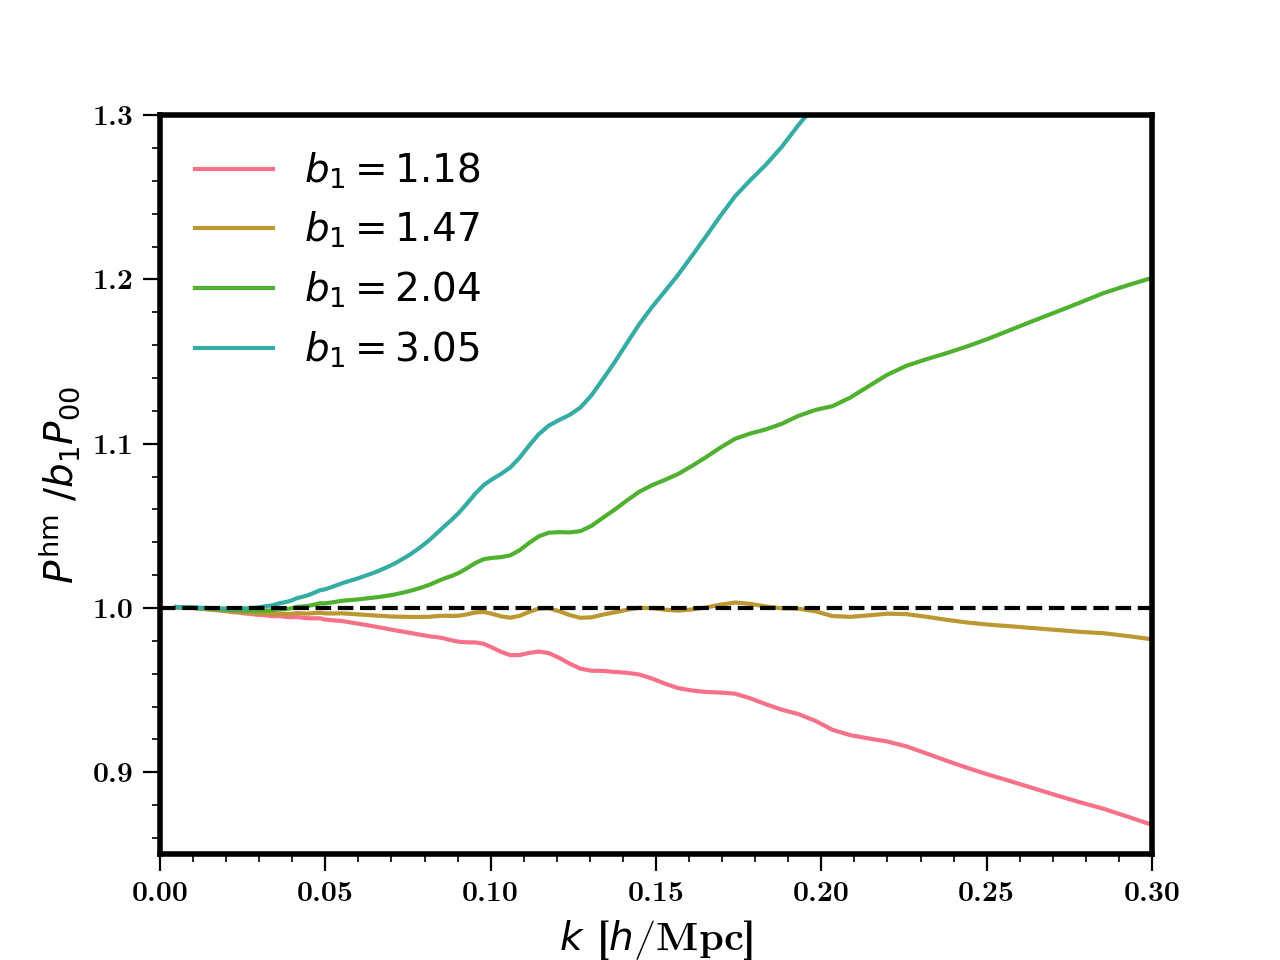 1.3
1.2
1.1
1.0
0.9
P^hm / b_1 P_00
b_1 = 1.18
b_1 = 1.47
b_1 = 2.04
b_1 = 3.05
0.00 0.05 0.10 0.15 0.20 0.25 0.30
k [h/Mpc]